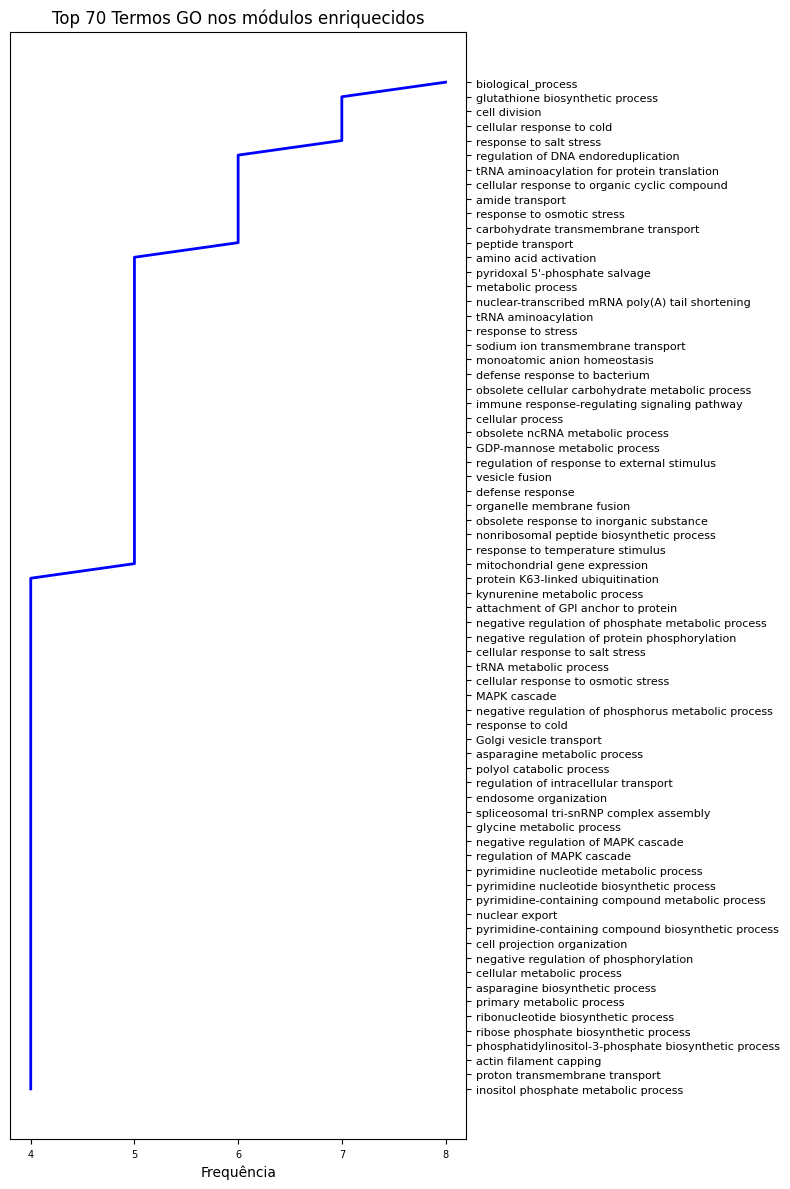 Top 70 Termos GO nos módulos enriquecidos
biological_process
glutathione biosynthetic process
cell division
cellular response to cold
response to salt stress
regulation of DNA endoreduplication
tRNA aminoacylation for protein translation
cellular response to organic cyclic compound
amide transport
response to osmotic stress
carbohydrate transmembrane transport
peptide transport
amino acid activation
pyridoxal 5'-phosphate salvage
metabolic process
nuclear-transcribed mRNA poly(A) tail shortening
tRNA aminoacylation
response to stress
sodium ion transmembrane transport
monoatomic anion homeostasis
defense response to bacterium
obsolete cellular carbohydrate metabolic process
immune response-regulating signaling pathway
cellular process
obsolete ncRNA metabolic process
GDP-mannose metabolic process
regulation of response to external stimulus
vesicle fusion
defense response
organelle membrane fusion
obsolete response to inorganic substance
nonribosomal peptide biosynthetic process
response to temperature stimulus
mitochondrial gene expression
protein K63-linked ubiquitination
kynurenine metabolic process
attachment of GPI anchor to protein
negative regulation of phosphate metabolic process
negative regulation of protein phosphorylation
cellular response to salt stress
tRNA metabolic process
cellular response to osmotic stress
MAPK cascade
negative regulation of phosphorus metabolic process
response to cold
Golgi vesicle transport
asparagine metabolic process
polyol catabolic process
regulation of intracellular transport
endosome organization
spliceosomal tri-snRNP complex assembly
glycine metabolic process
negative regulation of MAPK cascade
regulation of MAPK cascade
pyrimidine nucleotide metabolic process
pyrimidine nucleotide biosynthetic process
pyrimidine-containing compound metabolic process
nuclear export
pyrimidine-containing compound biosynthetic process
cell projection organization
negative regulation of phosphorylation
cellular metabolic process
asparagine biosynthetic process
primary metabolic process
ribonucleotide biosynthetic process
ribose phosphate biosynthetic process
phosphatidylinositol-3-phosphate biosynthetic process
actin filament capping
proton transmembrane transport
inositol phosphate metabolic process
4 5 6 7 8
Frequência